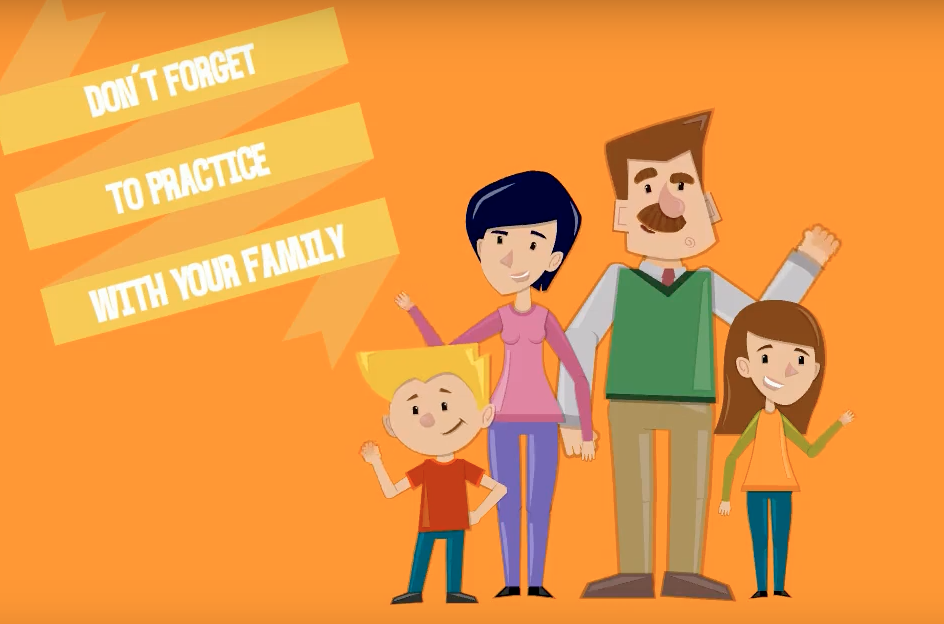 DON´T FORGET
TO PRACTICE
WITH YOUR FAMILY